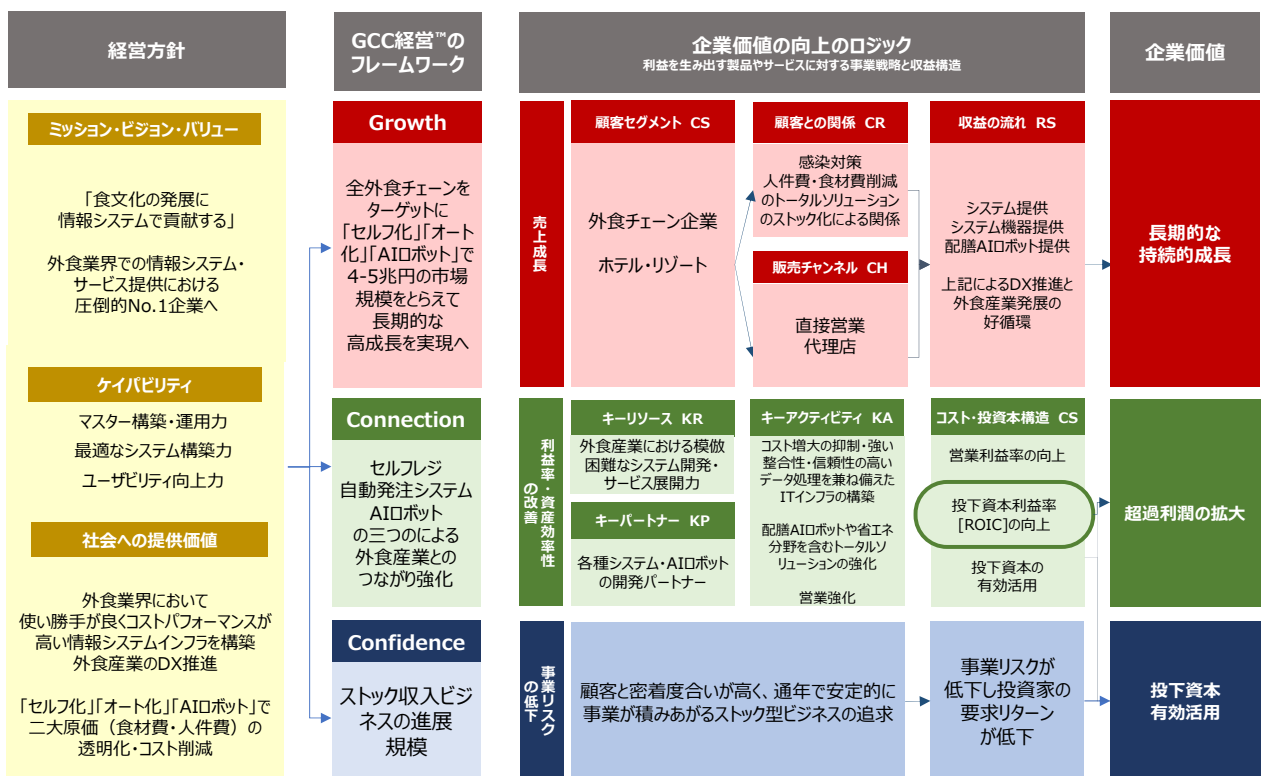 経営方針
GCC経営™の
フレームワーク
企業価値の向上のロジック
利益を生み出す製品やサービスに対する事業戦略と収益構造
企業価値
ミッション・ビジョン・バリュー
「食文化の発展に
情報システムで貢献する」
外食業界での情報システム・
サービス提供における
圧倒的No.1企業へ
ケイパビリティ
マスター構築・運用力
最適なシステム構築力
ユーザビリティ向上力
社会への提供価値
外食業界において
使い勝手が良くコストパフォーマンスが
高い情報システムインフラを構築
外食産業のDX推進
「セルフ化」「オート化」「AIロボット」で
二大原価（食材費・人件費）の
透明化・コスト削減
Growth
全外食チェーンを
ターゲットに
「セルフ化」「オート
化」「AIロボット」で
4-5兆円の市場
規模をとらえて
長期的な
高成長を実現へ
売上成長
顧客セグメント CS
外食チェーン企業
ホテル・リゾート
顧客との関係 CR
感染対策
人件費・食材費削減
のトータルソリューション
のストック化による関係
販売チャンネル CH
直接営業
代理店
収益の流れ RS
システム提供
システム機器提供
配膳AIロボット提供
上記によるDX推進と
外食産業発展の
好循環
長期的な
持続的成長
Connection
セルフレジ
自動発注システム
AIロボット
の三つのによる
外食産業との
つながり強化
利益率・資産効率性
の改善
キーリソース KR
外食産業における模倣
困難なシステム開発・
サービス展開力
キーパートナー KP
各種システム・AIロボット
の開発パートナー
キーアクティビティ KA
コスト増大の抑制・強い
整合性・信頼性の高い
データ処理を兼ね備えた
ITインフラの構築
配膳AIロボットや省エネ
分野を含むトータルソ
リューションの強化
営業強化
コスト・投資本構造 CS
営業利益率の向上
投下資本利益率
[ROIC]の向上
投下資本の
有効活用
超過利潤の拡大
Confidence
ストック収入ビジ
ネスの進展
規模
事業リスク
の低下
顧客と密着度合いが高く、通年で安定的に
事業が積みあがるストック型ビジネスの追求
事業リスクが
低下し投資家の
要求リターン
が低下
投下資本
有効活用